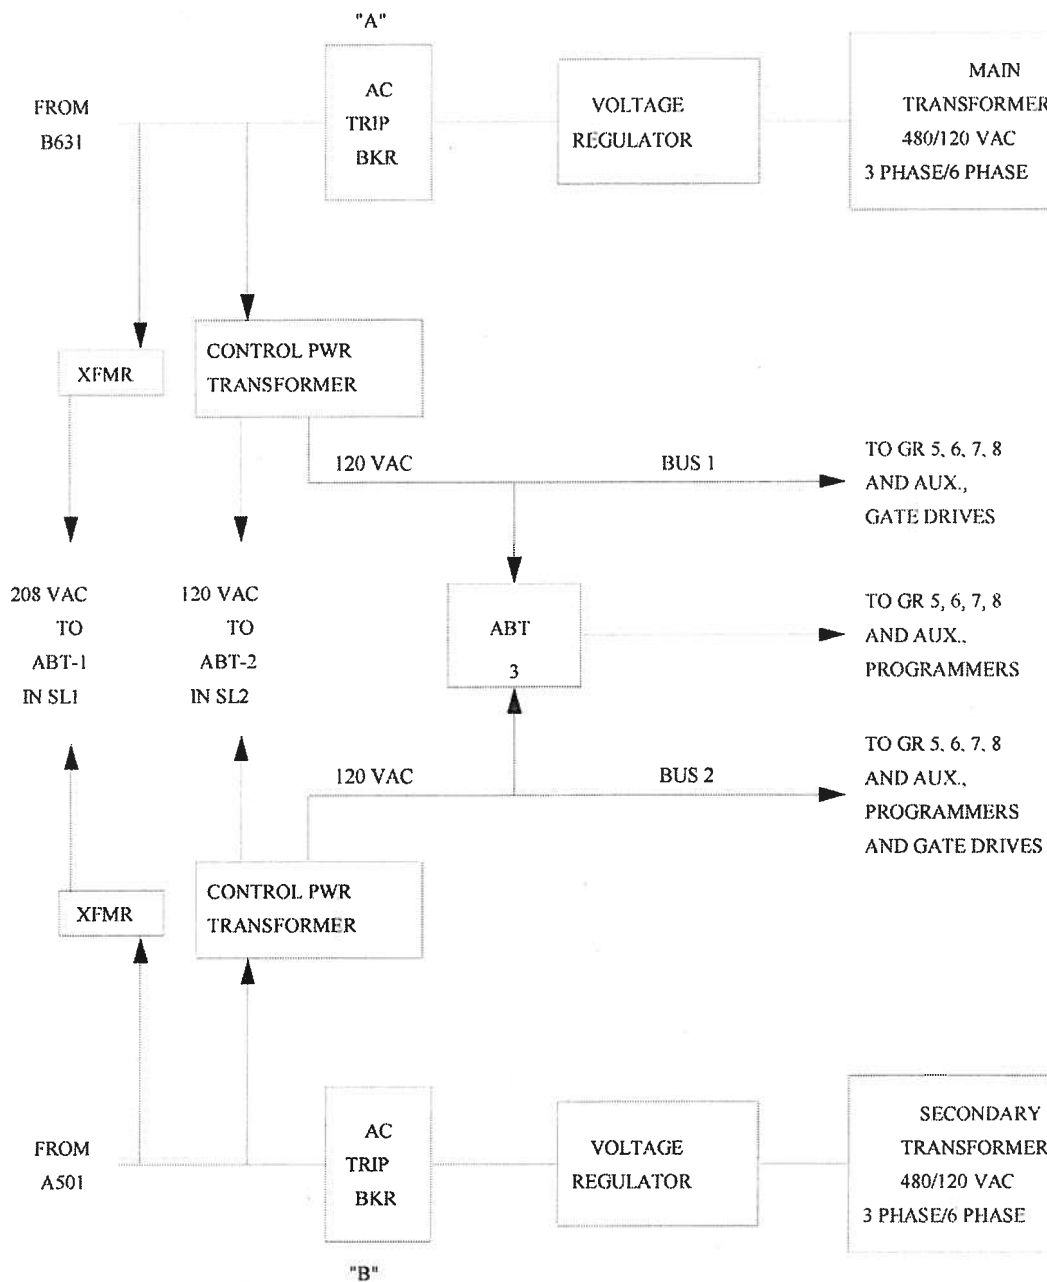 "A"
FROM
B631
AC
TRIP
BKR
VOLTAGE
REGULATOR
MAIN
TRANSFORMER
480/120 VAC
3 PHASE/6 PHASE
XFMR
CONTROL PWR
TRANSFORMER
120 VAC
BUS 1
TO GR 5, 6, 7, 8
AND AUX.,
GATE DRIVES
208 VAC
TO
ABT-1
IN SL1
120 VAC
TO
ABT-2
IN SL2
ABT
3
TO GR 5, 6, 7, 8
AND AUX.,
PROGRAMMERS
120 VAC
BUS 2
TO GR 5, 6, 7, 8
AND AUX.,
PROGRAMMERS
AND GATE DRIVES
XFMR
CONTROL PWR
TRANSFORMER
FROM
A501
AC
TRIP
BKR
VOLTAGE
REGULATOR
SECONDARY
TRANSFORMER
480/120 VAC
3 PHASE/6 PHASE
"B"